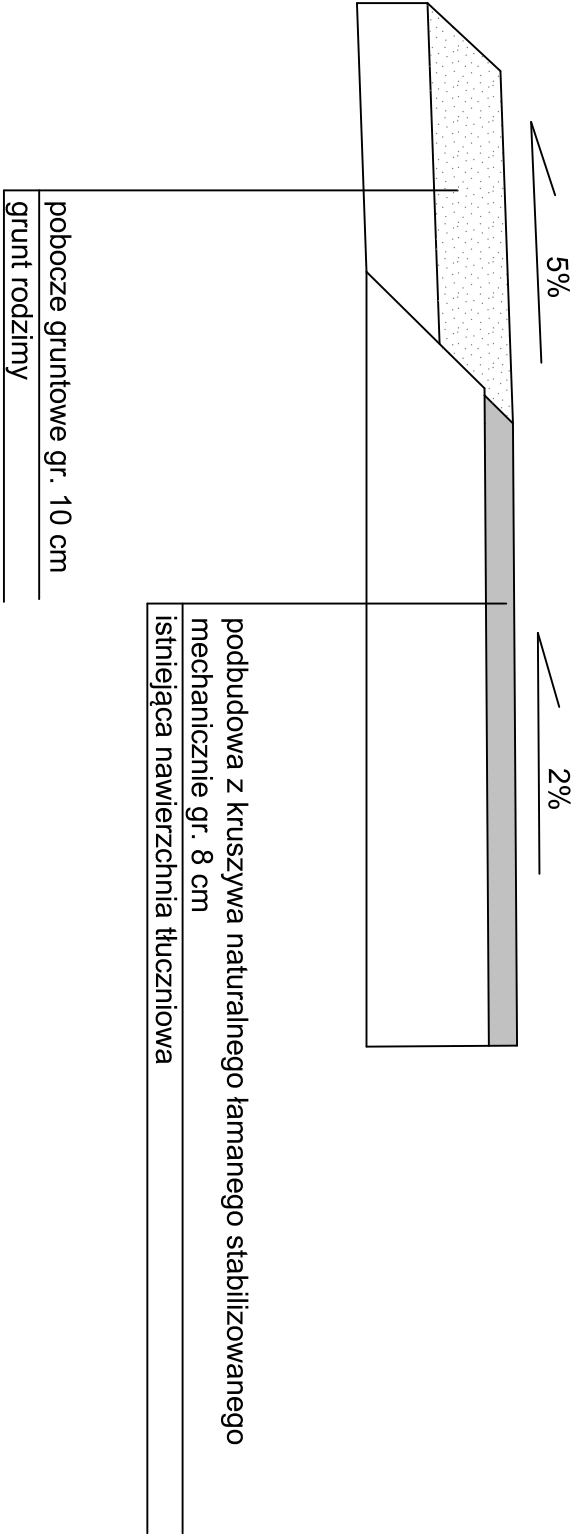 5%
2%
pobocze gruntowe gr. 10 cm
grunt rodzimy
podbudowa z kruszywa naturalnego łamanego stabilizowanego
mechanicznie gr. 8 cm
istniejąca nawierzchnia tłuczniowa